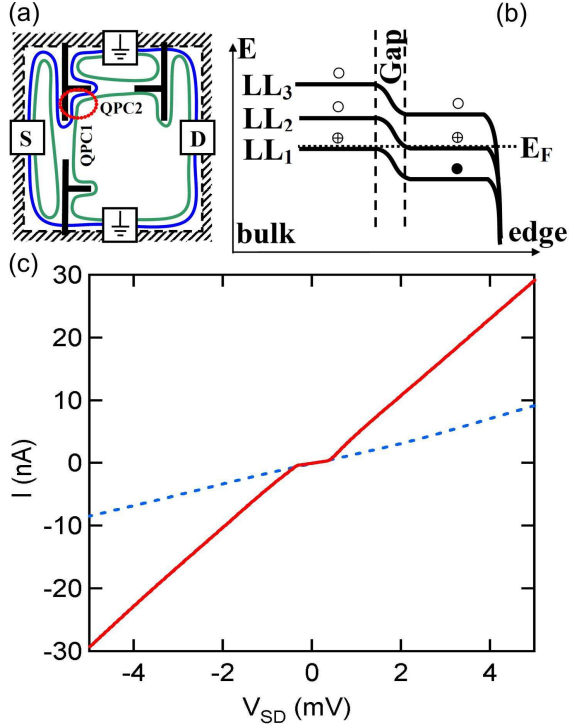 (a)
S
QPC1
QPC2
D
(b)
E
Gap
LL3
LL2
LL1
EF
bulk
edge
(c)
30
20
10
0
-10
-20
-30
I (nA)
-4
-2
0
2
4
VSD (mV)